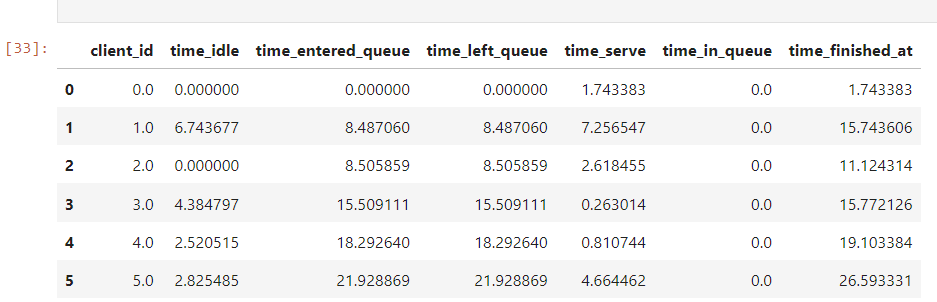 [33]:
client_id time_idle time_entered_queue time_left_queue time_serve time_in_queue time_finished_at
0 0.0 0.000000 0.000000 0.000000 1.743383 0.0 1.743383
1 1.0 6.743677 8.487060 8.487060 7.256547 0.0 15.743606
2 2.0 0.000000 8.505859 8.505859 2.618455 0.0 11.124314
3 3.0 4.384797 15.509111 15.509111 0.263014 0.0 15.772126
4 4.0 2.520515 18.292640 18.292640 0.810744 0.0 19.103384
5 5.0 2.825485 21.928869 21.928869 4.664462 0.0 26.593331